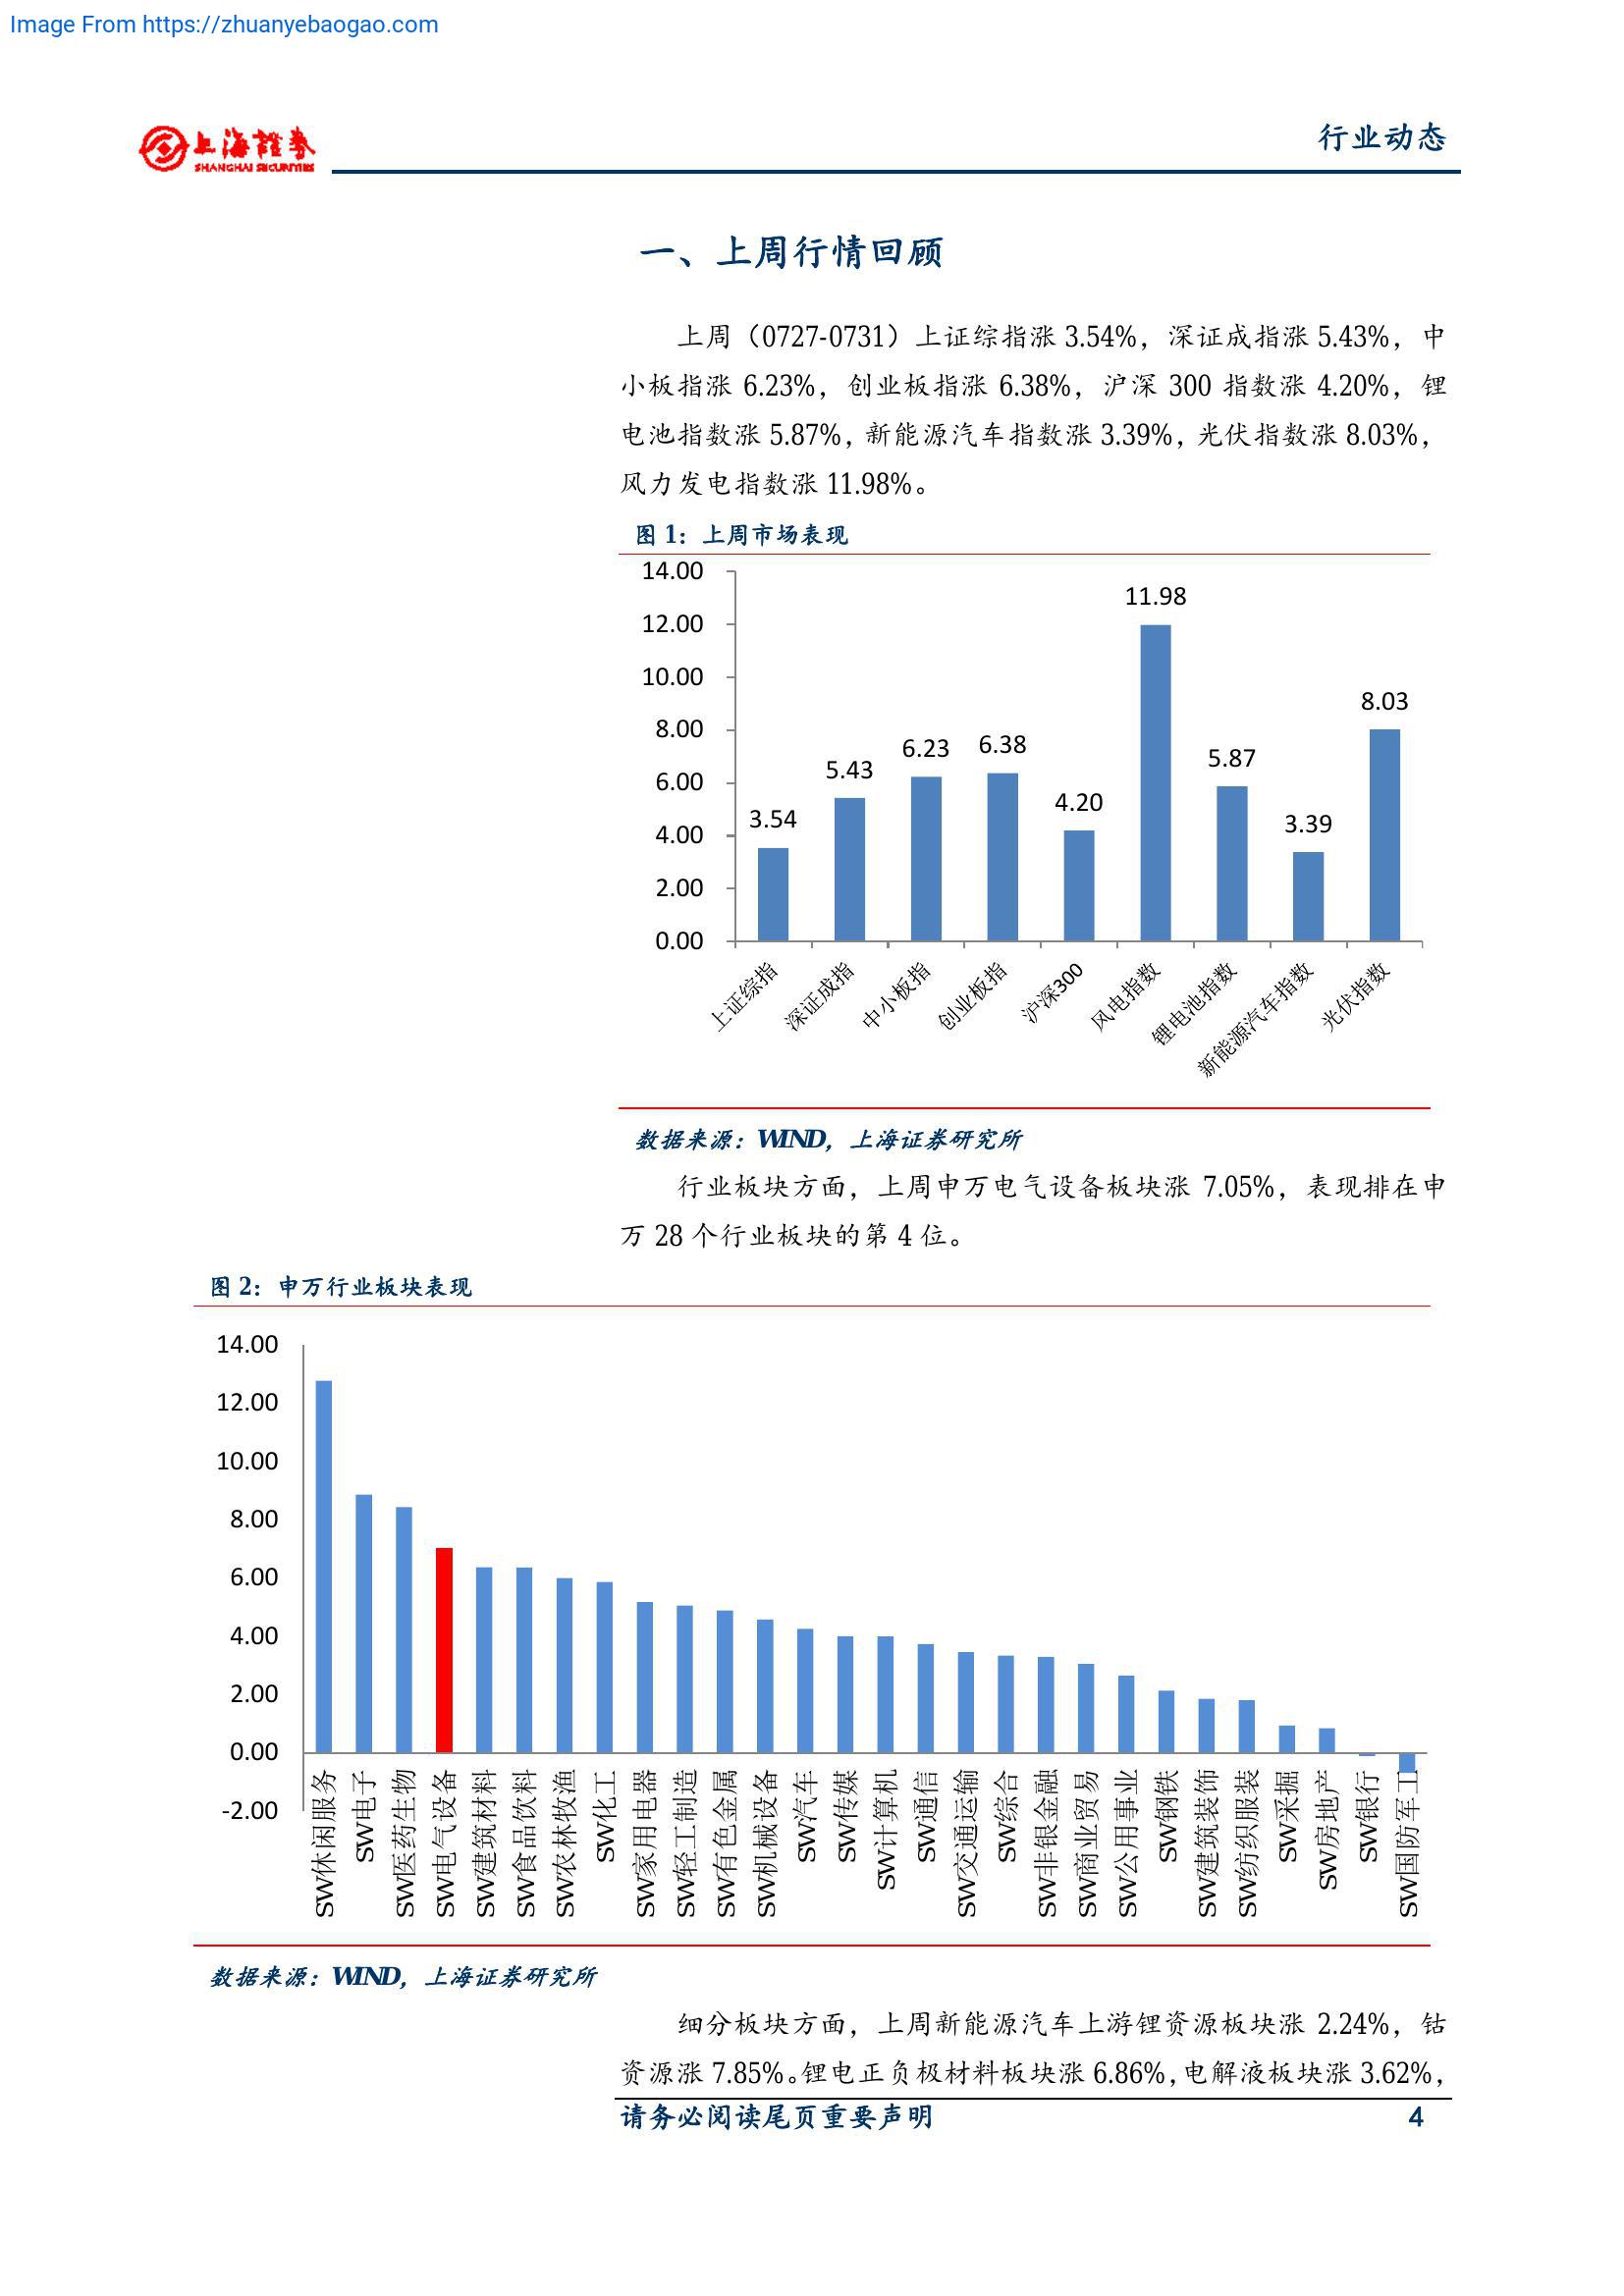 Image From https://zhuanyebaogao.com
上海證券
SHANGHAI SECURITIES
行业动态
一、上周行情回顾
上周（0727-0731）上证综指涨 3.54%，深证成指涨 5.43%，中
小板指涨 6.23%，创业板指涨 6.38%，沪深 300 指数涨 4.20%，锂
电池指数涨 5.87%，新能源汽车指数涨 3.39%，光伏指数涨 8.03%，
风力发电指数涨 11.98%。
图 1：上周市场表现
14.00
12.00
10.00
8.00
6.00
4.00
2.00
0.00
3.54
5.43
6.23
6.38
4.20
11.98
5.87
3.39
8.03
上证综指
深证成指
中小板指
创业板指
沪深300
风电指数
锂电池指数
新能源汽车指数
光伏指数
数据来源：WIND，上海证券研究所
行业板块方面，上周申万电气设备板块涨 7.05%，表现排在申
万 28 个行业板块的第 4 位。
图 2：申万行业板块表现
14.00
12.00
10.00
8.00
6.00
4.00
2.00
0.00
-2.00
SW休闲服务
SW电子
SW医药生物
SW电气设备
SW建筑材料
SW食品饮料
SW农林牧渔
SW化工
SW家用电器
SW轻工制造
SW有色金属
SW机械设备
SW汽车
SW传媒
SW计算机
SW通信
SW交通运输
SW综合
SW非银金融
SW商业贸易
SW公用事业
SW钢铁
SW建筑装饰
SW纺织服装
SW采掘
SW房地产
SW银行
SW国防军工
数据来源：WIND，上海证券研究所
细分板块方面，上周新能源汽车上游锂资源板块涨 2.24%，钴
资源涨 7.85%。锂电正负极材料板块涨 6.86%，电解液板块涨 3.62%，
请务必阅读尾页重要声明
4